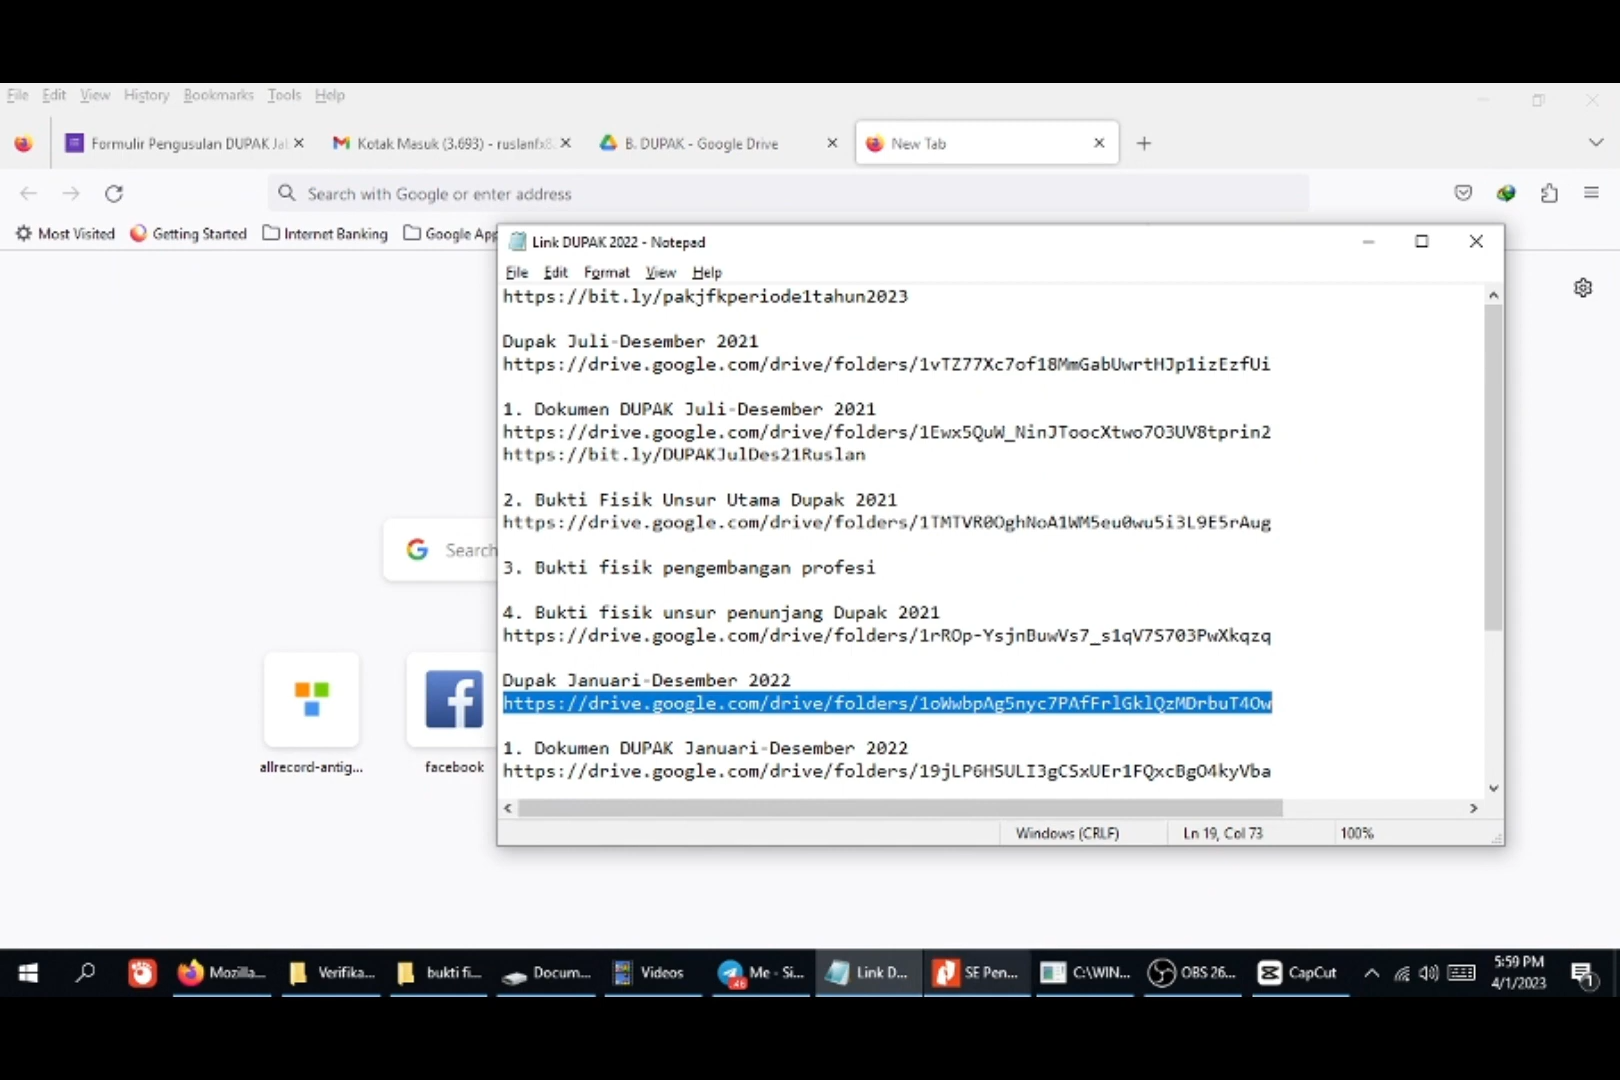 File Edit View History Bookmarks Tools Help
Formulir Pengusulan DUPAK Jab
Kotak Masuk (3.693) - ruslanfx8
B. DUPAK - Google Drive
New Tab
Search with Google or enter address
Most Visited Getting Started Internet Banking Google App
Link DUPAK 2022 - Notepad
File Edit Format View Help
https://bit.ly/pakjfkperiode1tahun2023
Dupak Juli-Desember 2021
https://drive.google.com/drive/folders/1vTZ77Xc7of18MmGabUwrtHJp1izEzfUi
1. Dokumen DUPAK Juli-Desember 2021
https://drive.google.com/drive/folders/1Ewx5QuW_NinJToocXtwo7O3UV8tprin2
https://bit.ly/DUPAKJulDes21Ruslan
2. Bukti Fisik Unsur Utama Dupak 2021
https://drive.google.com/drive/folders/1TMTVR0OghNoA1WM5eu0wu5i3L9E5rAug
3. Bukti fisik pengembangan profesi
4. Bukti fisik unsur penunjang Dupak 2021
https://drive.google.com/drive/folders/1rROp-YsjnBuwVs7_s1qV7S703PwXkqzq
Dupak Januari-Desember 2022
https://drive.google.com/drive/folders/1oWwbpAg5nyc7PAfFrlGklQzMDrbuT4Ow
1. Dokumen DUPAK Januari-Desember 2022
https://drive.google.com/drive/folders/19jLP6HSULI3gCSxUEr1FQxcBgO4kyVba
Windows (CRLF) Ln 19, Col 73 100%
G Search
allrecord-antig...
facebook
Mozilla... Verifika... bukti fi... Docum... Videos Me - Si... Link D... SE Pen... C:\WIN... OBS 26... CapCut
5:59 PM
4/1/2023
1